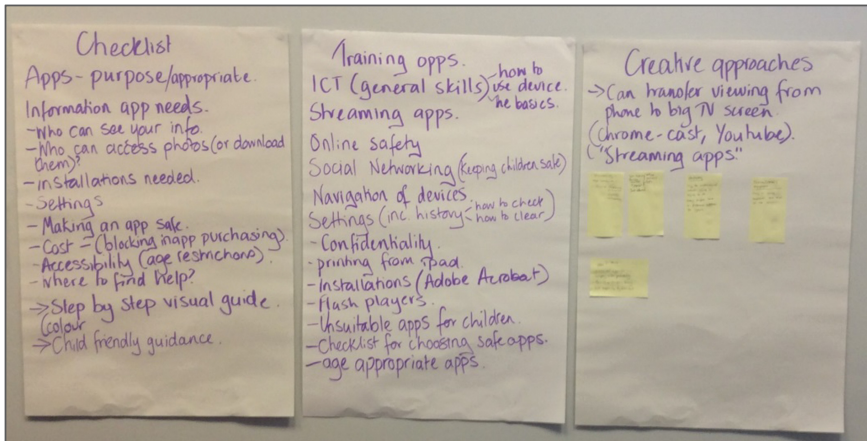 Checklist
Apps - purpose/appropriate.
Information app needs.
- Who can see your info.
- Who can access photos (or download
them)?
- Installations needed.
- Settings
- Making an app safe.
- Cost - (blocking inapp purchasing).
- Accessibility (age restrictions).
- Where to find help?
→ Step by step visual guide.
(colour
→ Child friendly guidance.
Training opps.
ICT (general skills) - how to
use device.
the basics.
Streaming apps.
Online safety
Social Networking (keeping children safe)
Navigation of devices
Settings (inc. history - how to check
- how to clear)
- Confidentiality.
- printing from ipad.
- Installations (Adobe Acrobat)
- Flash players.
- Unsuitable apps for children.
- Checklist for choosing safe apps.
- age appropriate apps.
Creative approaches
→ Can transfer viewing from
phone to big TV screen.
(Chrome-cast, Youtube).
("Streaming apps"